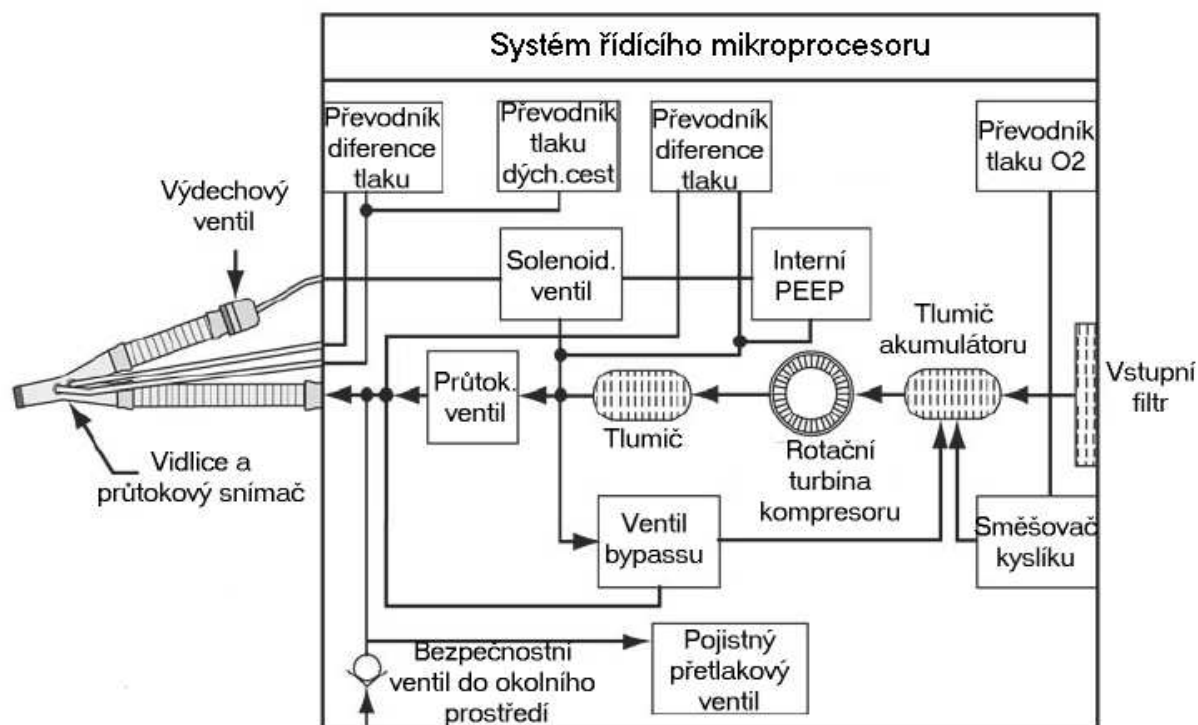 Systém řídícího mikroprocesoru
Převodník
diference
tlaku
Převodník
tlaku
dých.cest
Převodník
diference
tlaku
Převodník
tlaku O2
Výdechový
ventil
Solenoid.
ventil
Interní
PEEP
Tlumič
akumulátoru
Vstupní
filtr
Průtok.
ventil
Tlumič
Rotační
turbína
kompresoru
Vidlice a
průtokový snímač
Ventil
bypassu
Směšovač
kyslíku
Bezpečnostní
ventil do okolního
prostředí
Pojistný
přetlakový
ventil